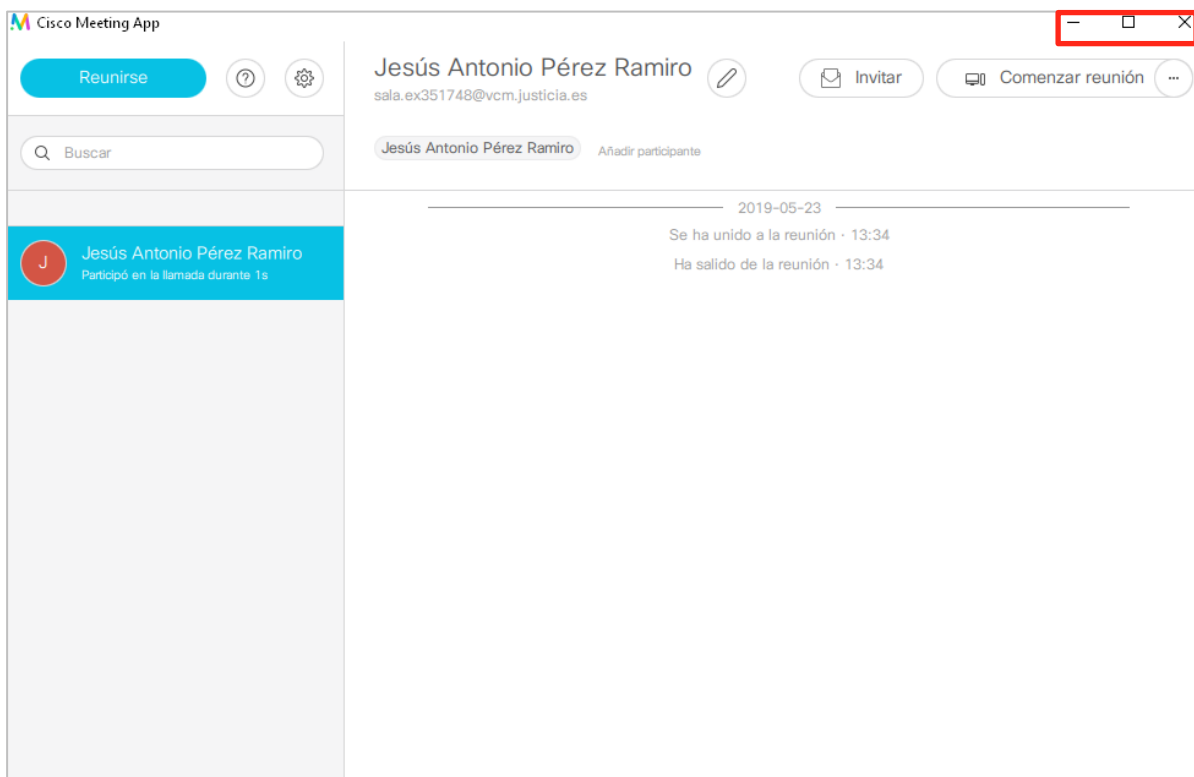 Cisco Meeting App
Reunirse
Jesús Antonio Pérez Ramiro
sala.ex351748@vcm.justicia.es
Invitar
Comenzar reunión
Buscar
Jesús Antonio Pérez Ramiro Añadir participante
2019-05-23
Se ha unido a la reunión · 13:34
Ha salido de la reunión · 13:34
J
Jesús Antonio Pérez Ramiro
Participó en la llamada durante 1s